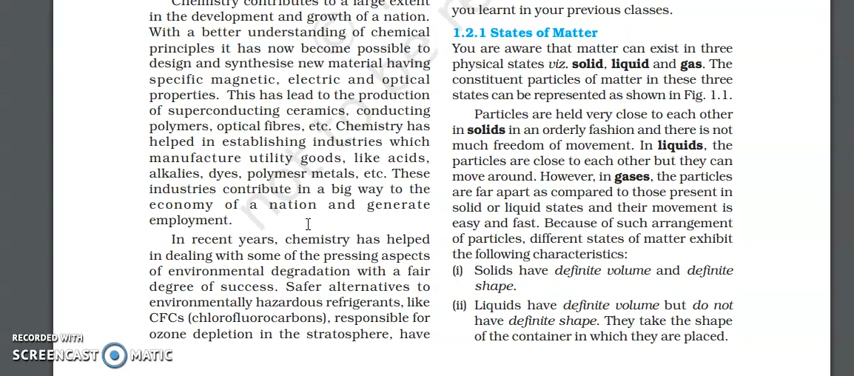 Chemistry contributes to a large extent
in the development and growth of a nation.
With a better understanding of chemical
principles it has now become possible to
design and synthesise new material having
specific magnetic, electric and optical
properties. This has lead to the production
of superconducting ceramics, conducting
polymers, optical fibres, etc. Chemistry has
helped in establishing industries which
manufacture utility goods, like acids,
alkalies, dyes, polymesr metals, etc. These
industries contribute in a big way to the
economy of a nation and generate
employment.
In recent years, chemistry has helped
in dealing with some of the pressing aspects
of environmental degradation with a fair
degree of success. Safer alternatives to
environmentally hazardous refrigerants, like
CFCs (chlorofluorocarbons), responsible for
ozone depletion in the stratosphere, have
you learnt in your previous classes.
1.2.1 States of Matter
You are aware that matter can exist in three
physical states viz. solid, liquid and gas. The
constituent particles of matter in these three
states can be represented as shown in Fig. 1.1.
Particles are held very close to each other
in solids in an orderly fashion and there is not
much freedom of movement. In liquids, the
particles are close to each other but they can
move around. However, in gases, the particles
are far apart as compared to those present in
solid or liquid states and their movement is
easy and fast. Because of such arrangement
of particles, different states of matter exhibit
the following characteristics:
(i) Solids have definite volume and definite
shape.
(ii) Liquids have definite volume but do not
have definite shape. They take the shape
of the container in which they are placed.
not to be re
RECORDED WITH
SCREENCAST MATIC